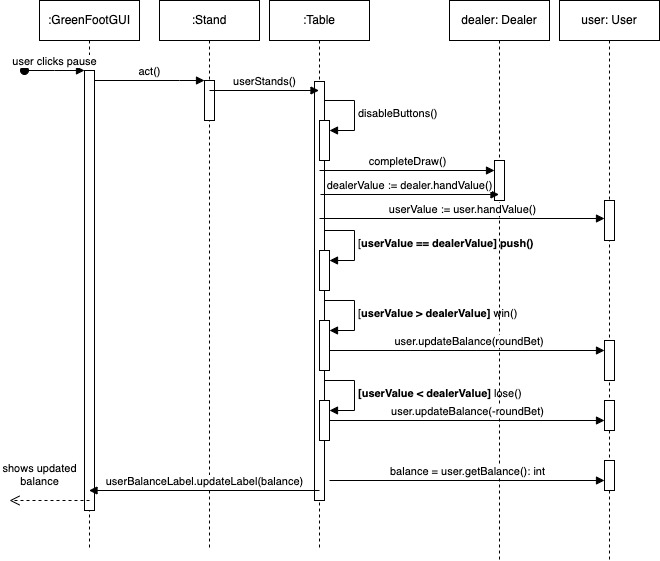 :GreenFootGUI
:Stand
:Table
dealer: Dealer
user: User
user clicks pause
act()
userStands()
disableButtons()
completeDraw()
dealerValue := dealer.handValue()
userValue := user.handValue()
[userValue == dealerValue] push()
[userValue > dealerValue] win()
user.updateBalance(roundBet)
[userValue < dealerValue] lose()
user.updateBalance(-roundBet)
shows updated
balance
balance = user.getBalance(): int
userBalanceLabel.updateLabel(balance)